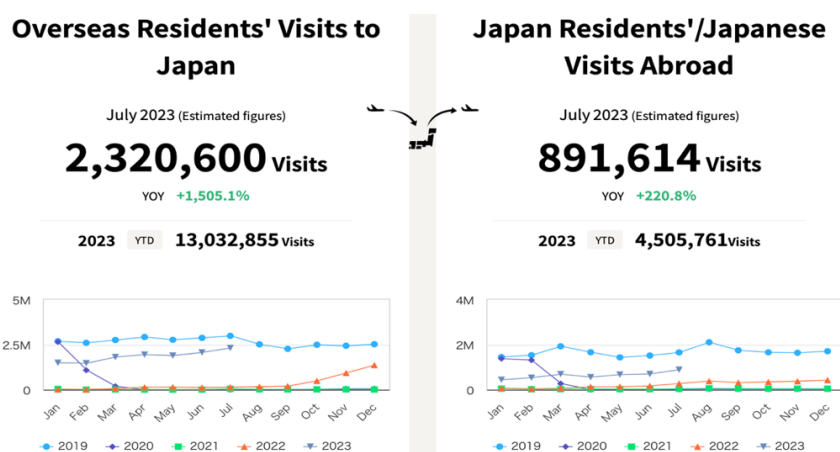 Overseas Residents' Visits to
Japan
July 2023 (Estimated figures)
2,320,600 Visits
YOY +1,505.1%
2023 YTD 13,032,855 Visits
5M
2.5M
0
Jan Feb Mar Apr May Jun Jul Aug Sep Oct Nov Dec
2019 2020 2021 2022 2023
Japan Residents'/Japanese
Visits Abroad
July 2023 (Estimated figures)
891,614 Visits
YOY +220.8%
2023 YTD 4,505,761Visits
4M
2M
0
Jan Feb Mar Apr May Jun Jul Aug Sep Oct Nov Dec
2019 2020 2021 2022 2023